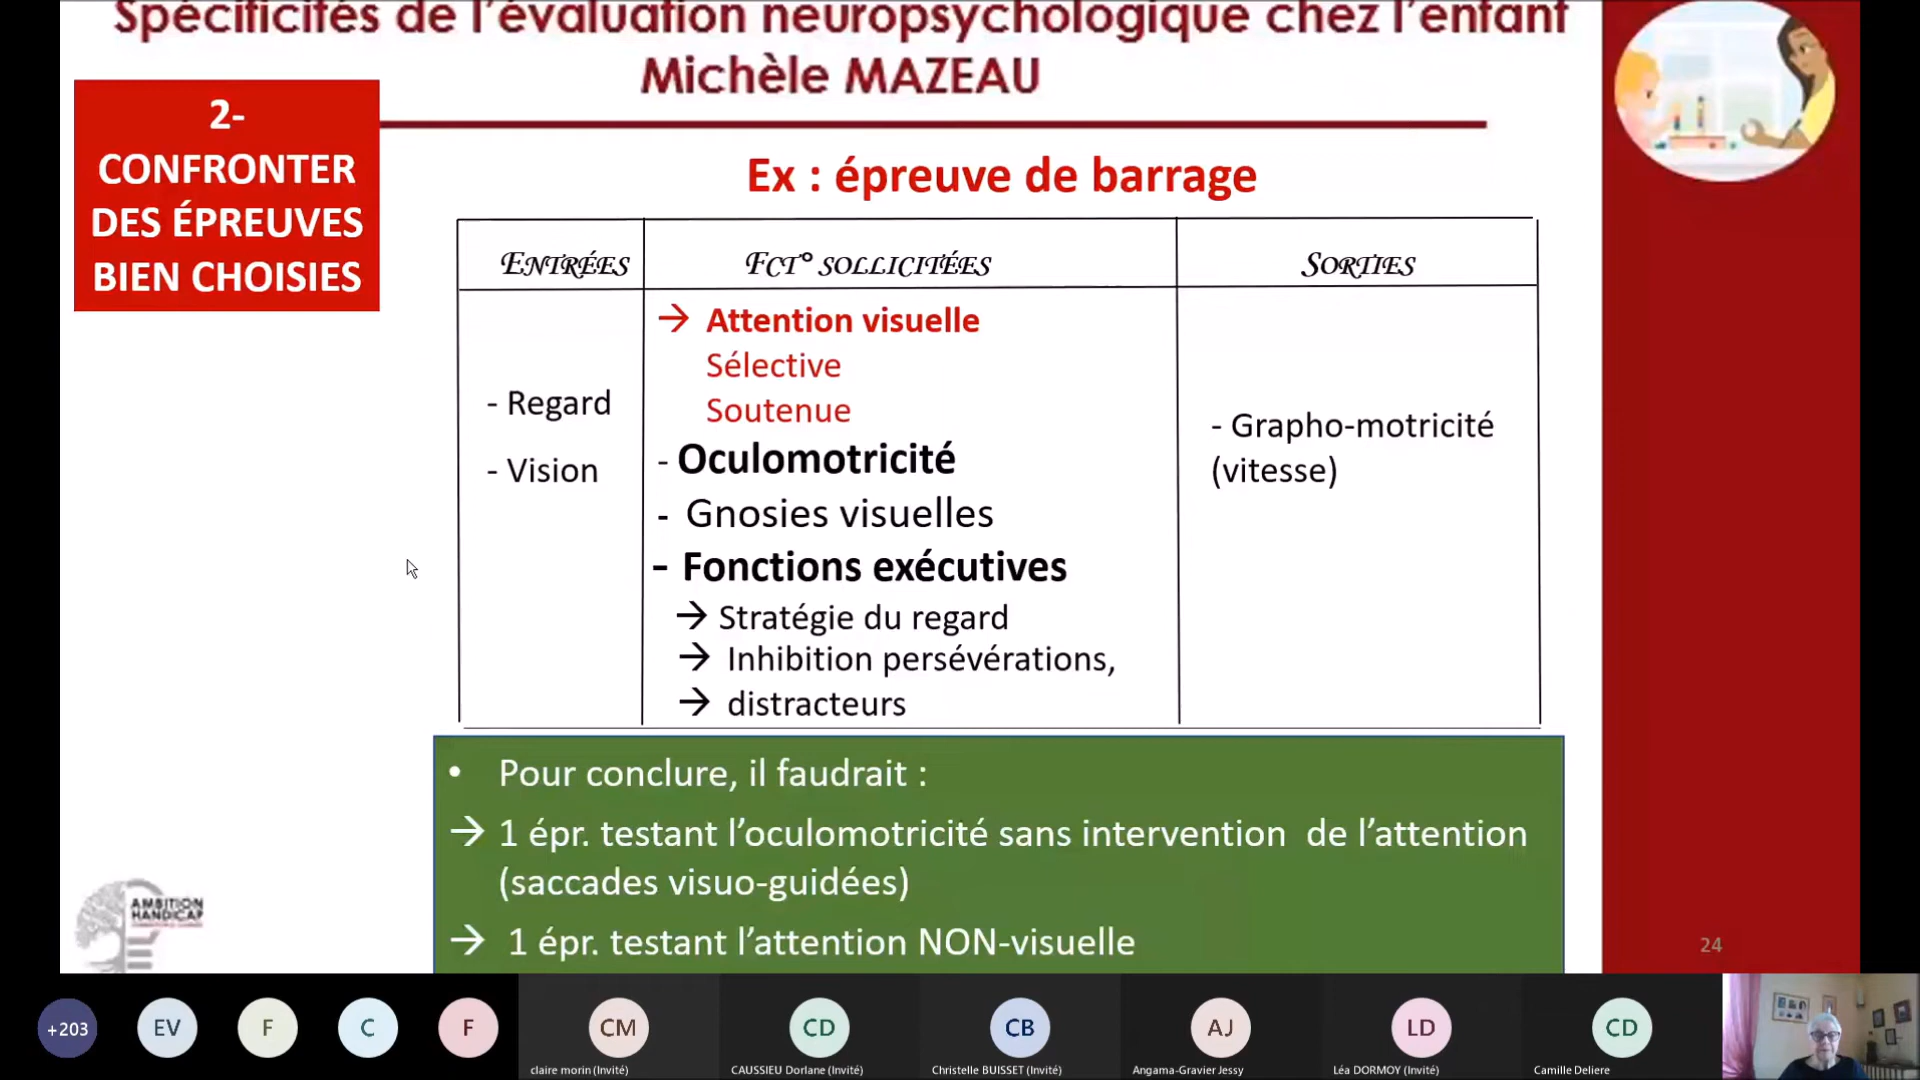 Spécificités de l'évaluation neuropsychologique chez l'enfant
Michèle MAZEAU
2-
CONFRONTER
DES ÉPREUVES
BIEN CHOISIES
Ex : épreuve de barrage
ENTRÉES
FCT° SOLLICITÉES
SORTIES
- Regard
- Vision
→ Attention visuelle
Sélective
Soutenue
- Oculomotricité
- Gnosies visuelles
- Fonctions exécutives
→ Stratégie du regard
→ Inhibition persévérations,
→ distracteurs
- Grapho-motricité
(vitesse)
• Pour conclure, il faudrait :
→ 1 épr. testant l’oculomotricité sans intervention de l’attention
(saccades visuo-guidées)
→ 1 épr. testant l’attention NON-visuelle
AMBITION
HANDICAP
24
+203
EV
F
C
F
CM
CD
CB
AJ
LD
CD
claire morin (Invité)
CAUSSIEU Dorlane (Invité)
Christelle BUISSET (Invité)
Angama-Gravier Jessy
Léa DORMOY (Invité)
Camille Deliere